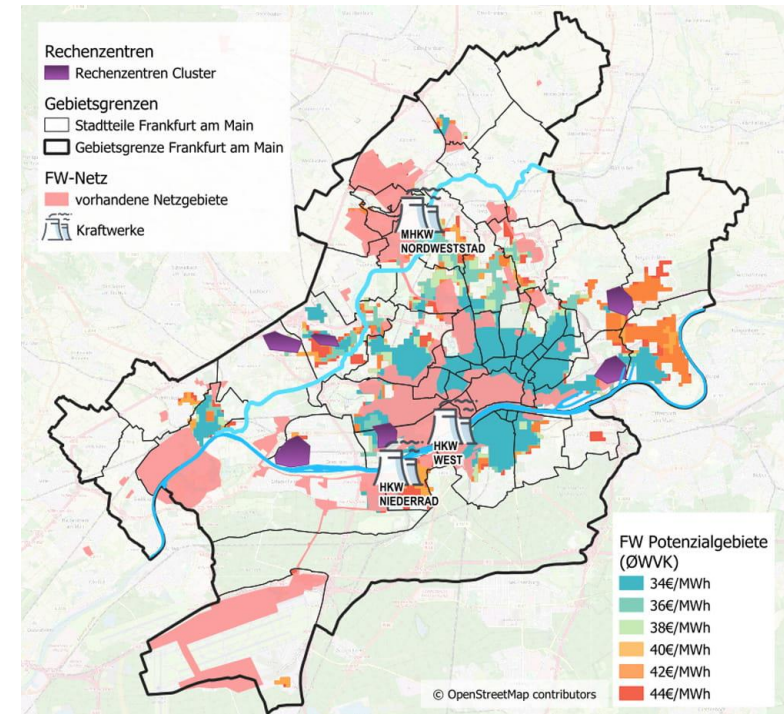 Rechenzentren
Rechenzentren Cluster
Gebietsgrenzen
Stadtteile Frankfurt am Main
Gebietsgrenze Frankfurt am Main
FW-Netz
vorhandene Netzgebiete
Kraftwerke
MHKW
NORDWESTSTAD
HKW
WEST
HKW
NIEDERRAD
FW Potenzialgebiete
(ØWVK)
34€/MWh
36€/MWh
38€/MWh
40€/MWh
42€/MWh
44€/MWh
© OpenStreetMap contributors